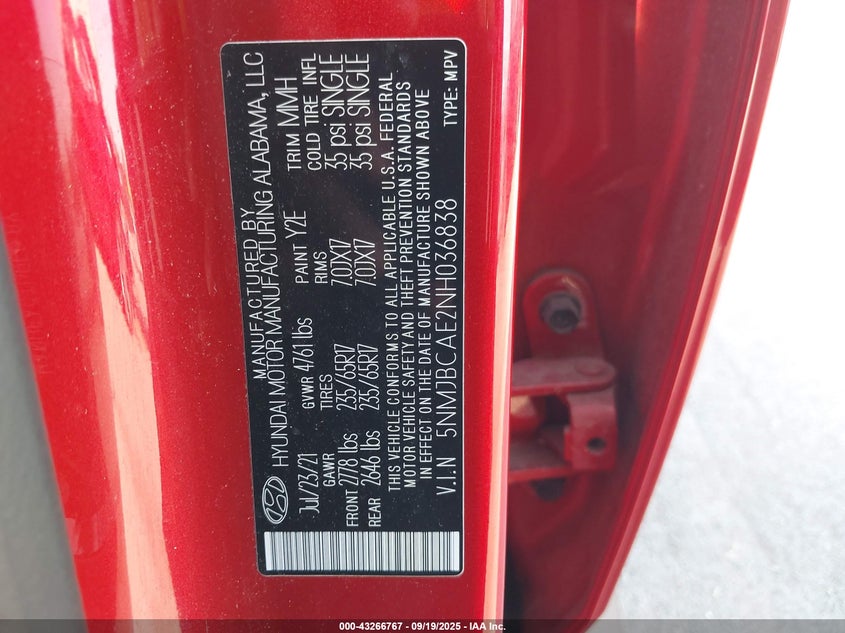 MANUFACTURED BY
HYUNDAI MOTOR MANUFACTURING ALABAMA, LLC
Jul/23/21 GVWR 4761 lbs PAINT Y2E TRIM MMH
GAWR TIRES RIMS COLD TIRE INFL
FRONT 2778 lbs 235/65R17 7.0JX17 35 psi SINGLE
REAR 2646 lbs 235/65R17 7.0JX17 35 psi SINGLE
THIS VEHICLE CONFORMS TO ALL APPLICABLE U.S.A. FEDERAL
MOTOR VEHICLE SAFETY AND THEFT PREVENTION STANDARDS
IN EFFECT ON THE DATE OF MANUFACTURE SHOWN ABOVE
V.I.N 5NMJBCAE2NH036838 TYPE: MPV
000-43266767 - 09/19/2025 - IAA Inc.